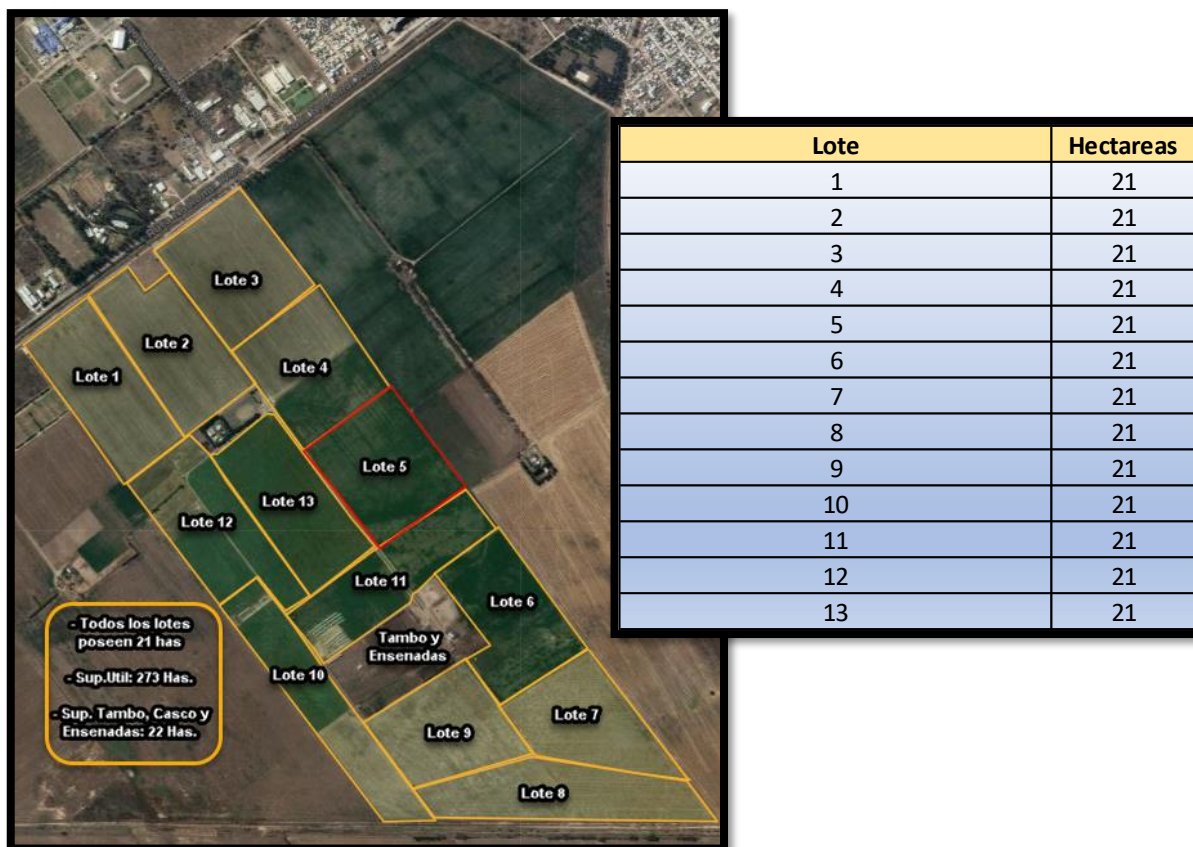 Lote 3
Lote 2
Lote 1
Lote 4
Lote 5
Lote 13
Lote 12
Lote 11
Lote 6
Tambo y
Ensenadas
Lote 10
Lote 7
Lote 9
Lote 8
- Todos los lotes
poseen 21 has
- Sup.Util: 273 Has.
- Sup. Tambo, Casco y
Ensenadas: 22 Has.
Lote Hectareas
1 21
2 21
3 21
4 21
5 21
6 21
7 21
8 21
9 21
10 21
11 21
12 21
13 21